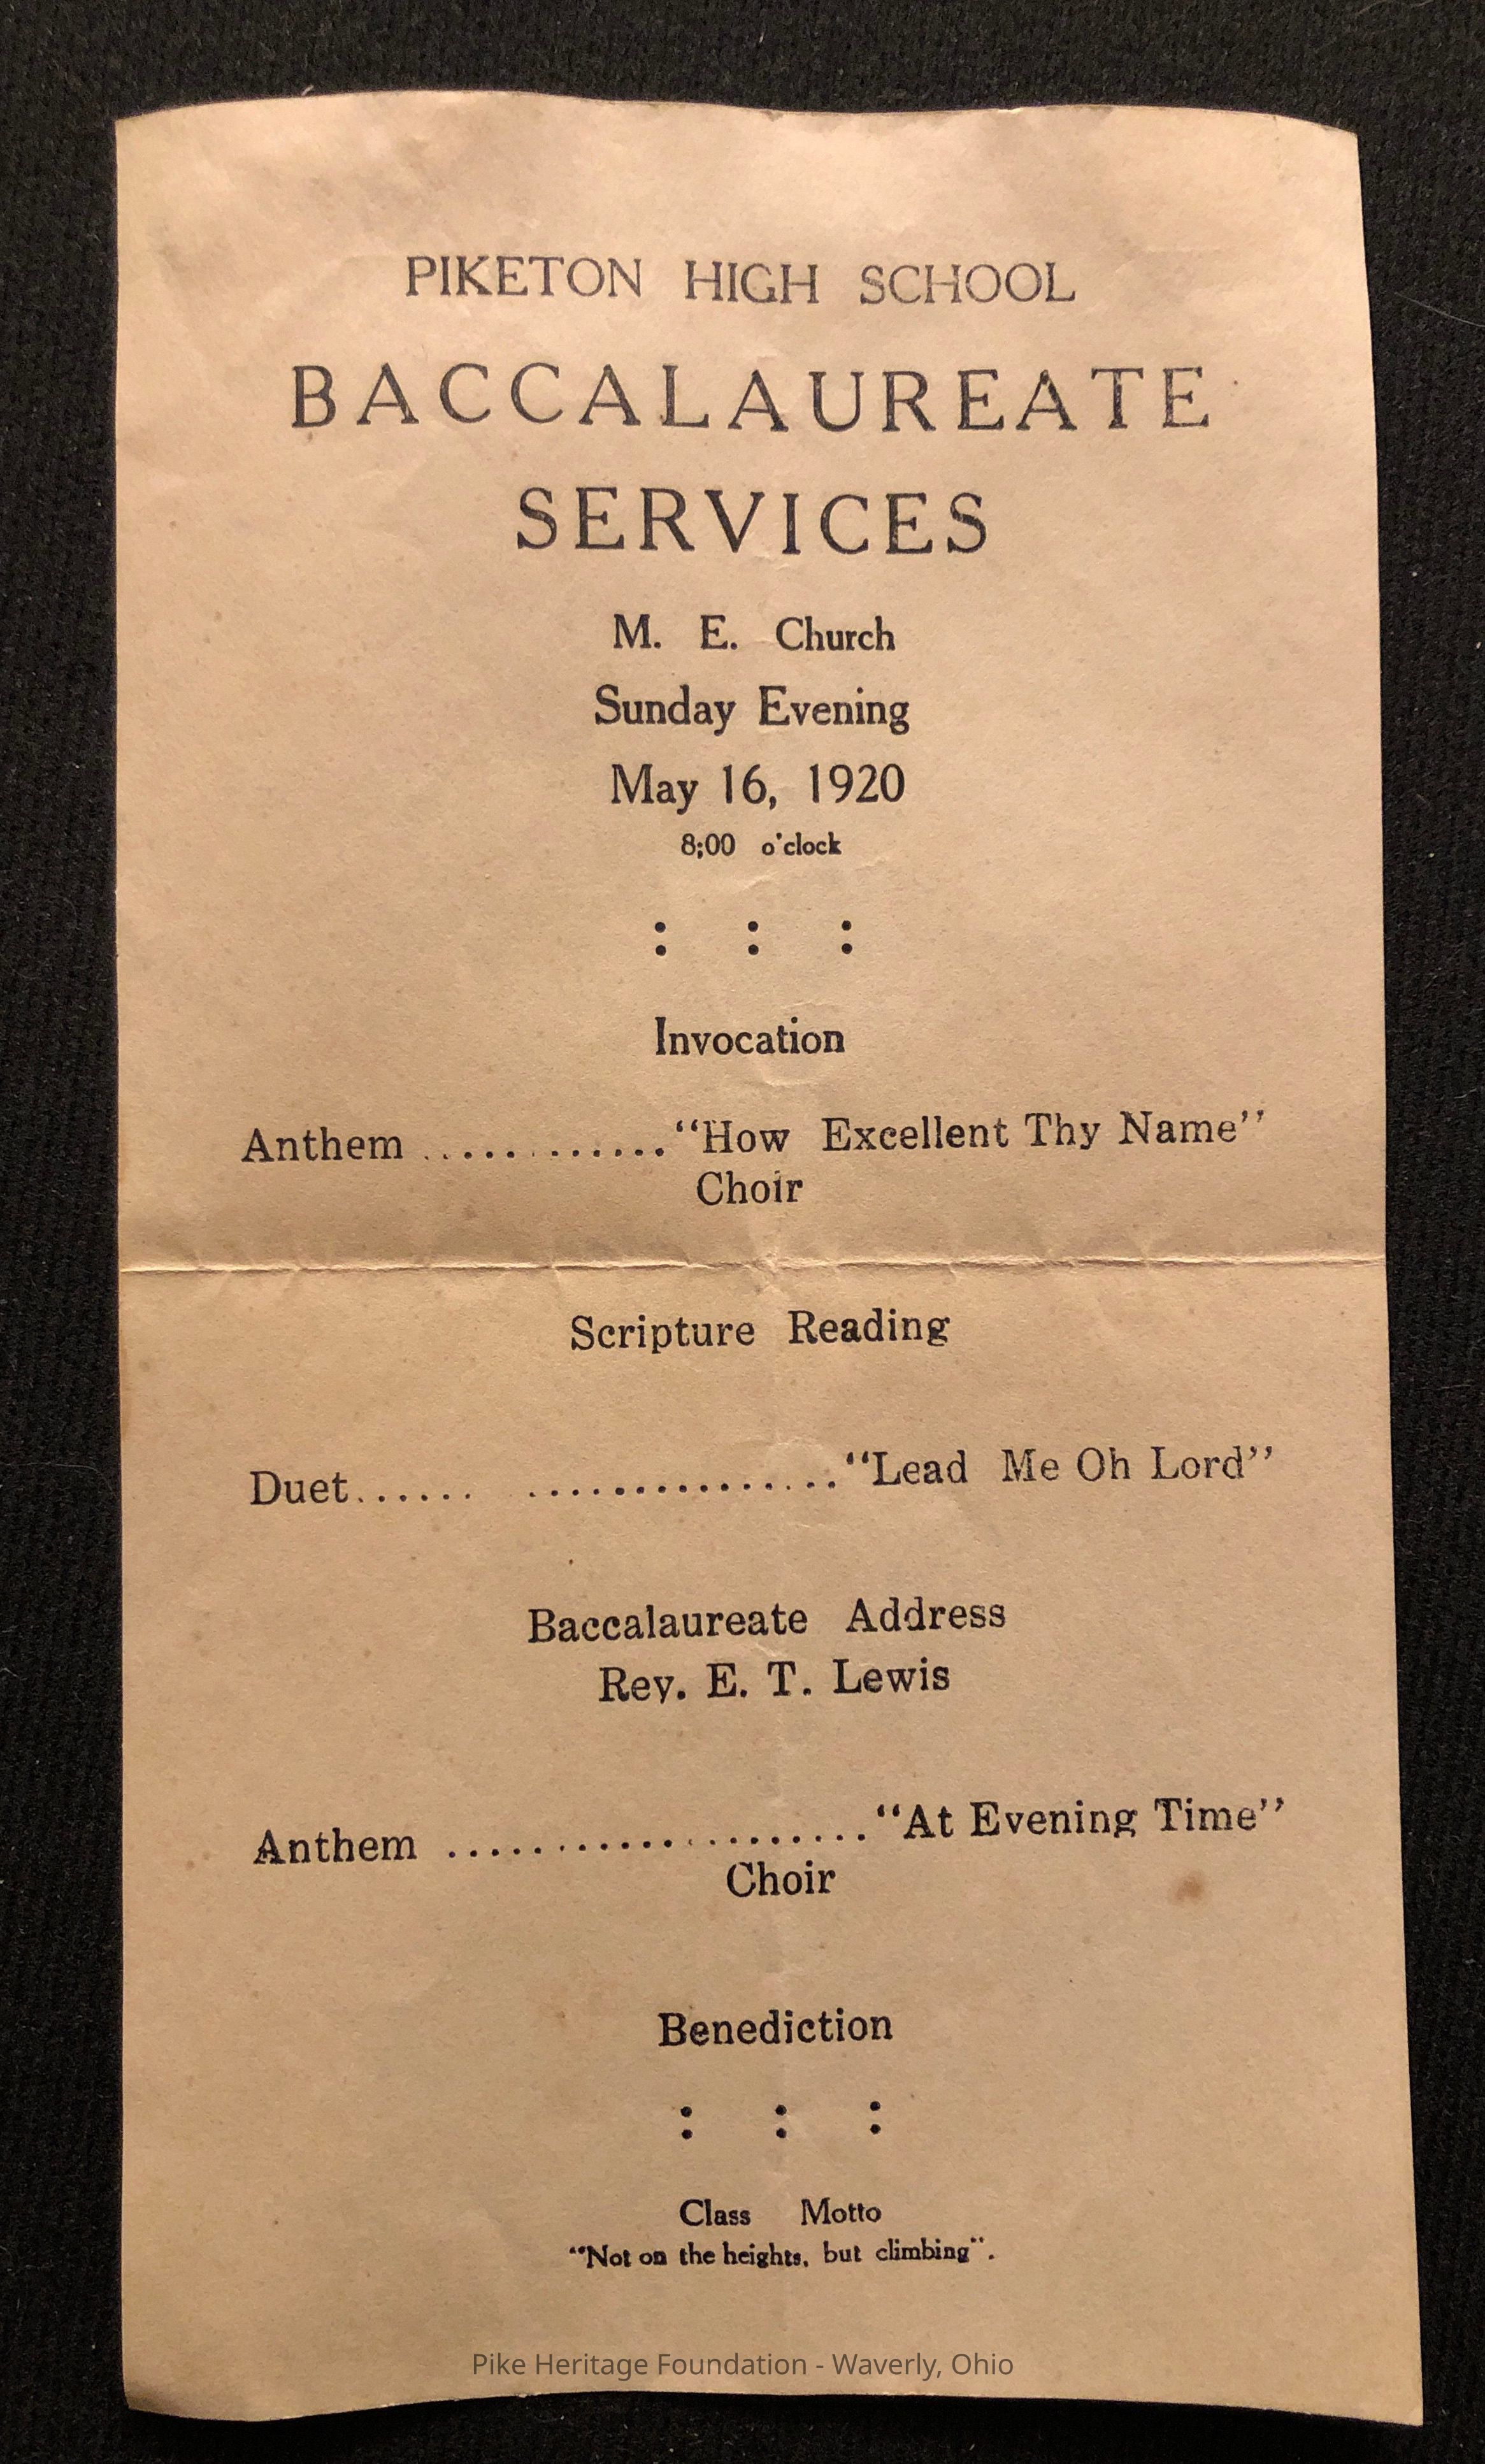 PIKETON HIGH SCHOOL
BACCALAUREATE
SERVICES
M. E. Church
Sunday Evening
May 16, 1920
8;00 o'clock
: : :
Invocation
Anthem ............“How Excellent Thy Name”
Choir
Scripture Reading
Duet...... ...............“Lead Me Oh Lord”
Baccalaureate Address
Rev. E. T. Lewis
Anthem ....................“At Evening Time”
Choir
Benediction
: : :
Class Motto
“Not on the heights, but climbing”.
Pike Heritage Foundation - Waverly, Ohio